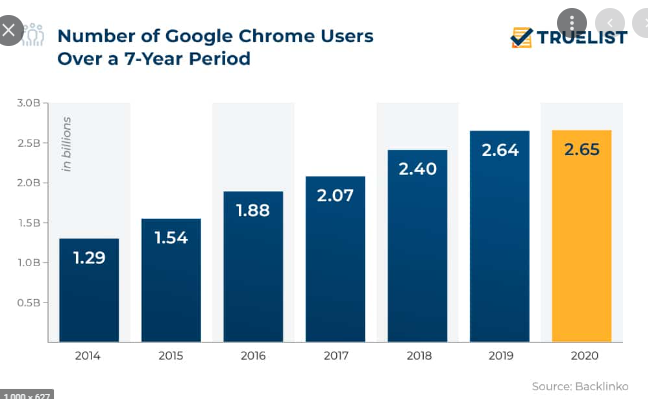 Number of Google Chrome Users
Over a 7-Year Period
TRUELIST
in billions
3.0B
2.5B
2.0B
1.5B
1.0B
0.5B
1.29
1.54
1.88
2.07
2.40
2.64
2.65
2014
2015
2016
2017
2018
2019
2020
Source: Backlinko
1,000 × 627